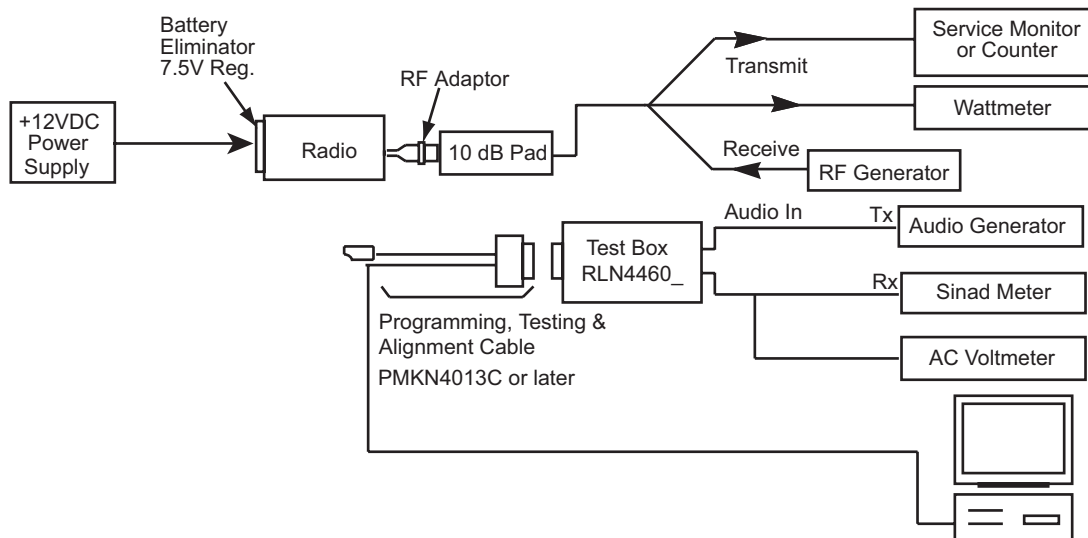 Battery
Eliminator
7.5V Reg.
Service Monitor
or Counter
Transmit
RF Adaptor
+12VDC
Power
Supply
Radio
10 dB Pad
Wattmeter
Receive
RF Generator
Audio In
Tx
Audio Generator
Test Box
RLN4460_
Rx
Sinad Meter
Programming, Testing &
Alignment Cable
PMKN4013C or later
AC Voltmeter